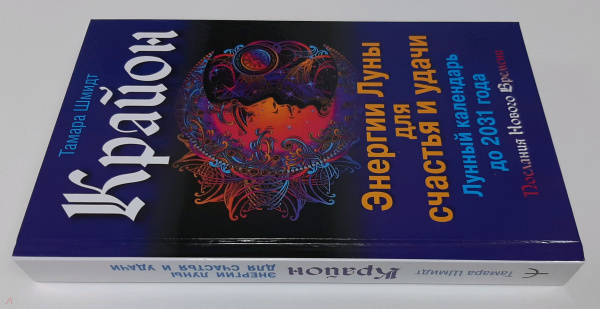 Тамара Шмидт
Крайон
Энергии Луны
для
счастья и удачи
Лунный календарь
до 2031 года
Послания Нового Времени
Тамара Шмидт
Крайон
ЭНЕРГИИ ЛУНЫ
ДЛЯ СЧАСТЬЯ И УДАЧИ